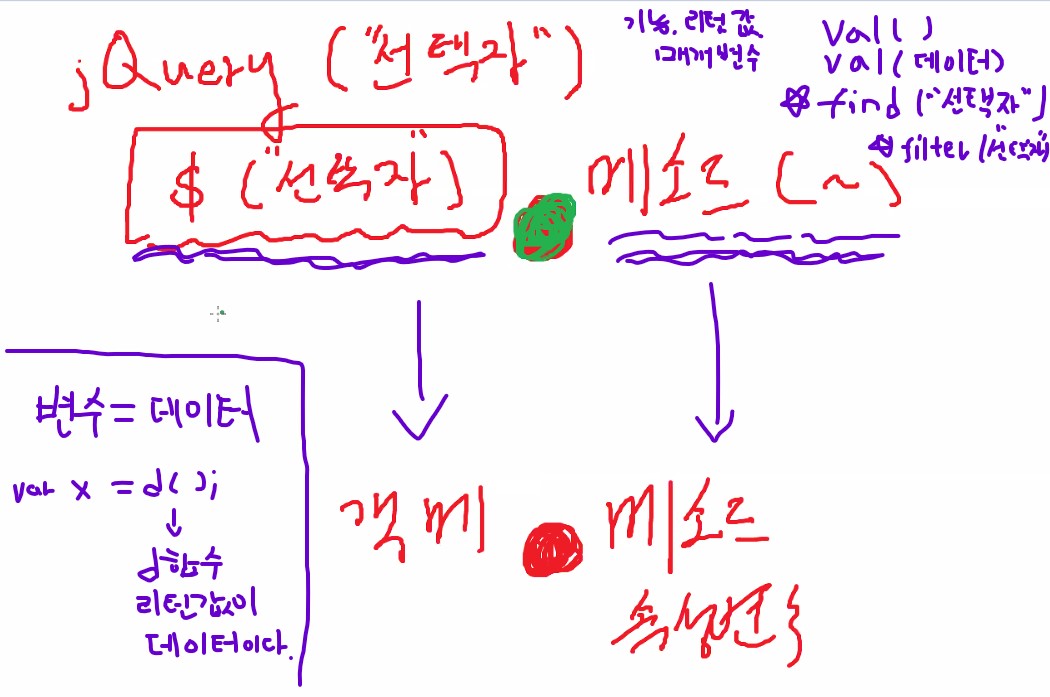 jQuery ("선택자")
$ ("선택자") 메소드 (~)
기능, 리턴값
매개변수
val( )
val(데이터)
find ("선택자")
filter ("선택자")
변수 = 데이터
var x = d( );
d함수
리턴값이
데이터이다.
객체 메소드
속성변수